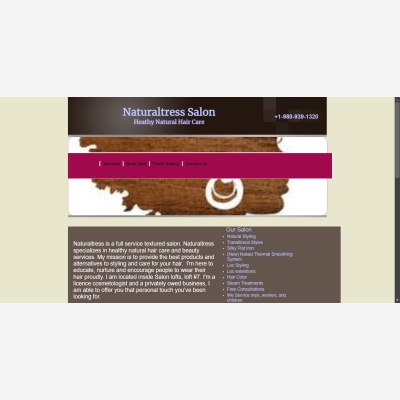 Naturaltress Salon
Heathy Natural Hair Care
+1-980-939-1320
Contact Us
Our Salon
Naturaltress is a full service textured salon. Naturaltress
specializes in healthy natural hair care and beauty
services. My mission is to provide the best products and
alternatives to styling and care for your hair. I'm here to
educate, nurture and encourage people to wear their
hair proudly. I am located inside Salon lofts, loft #7. I'm a
licence cosmetologist and a privately owed business, I
am able to offer you that personal touch you've been
looking for.
Natural Styling
Transitional Styles
Silky Flat Iron
(New) Naked Thermal Smoothing
System
Loc Styling
Loc extentions
Hair Color
Steam Treatments
Free Consultations
We Service men, women, and
children